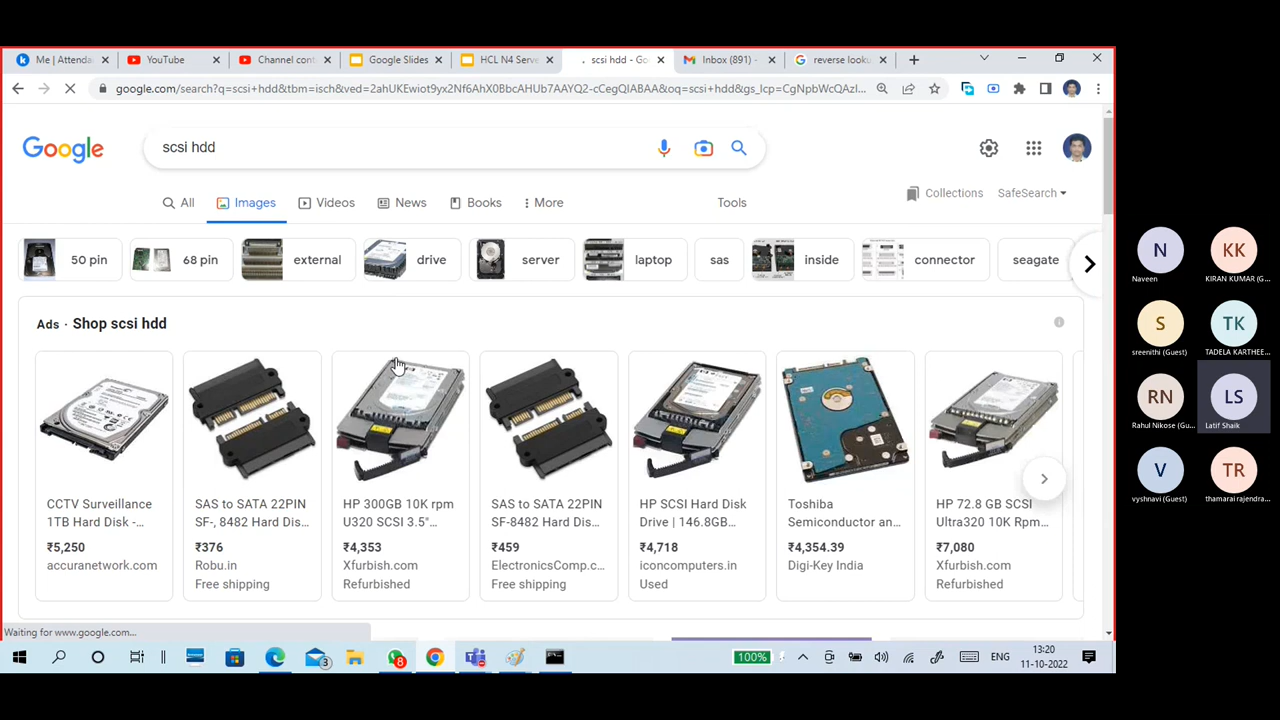 Me | Attenda
YouTube
Channel cont
Google Slides
HCL N4 Serve
scsi hdd - Go
Inbox (891) -
reverse looku
google.com/search?q=scsi+hdd&tbm=isch&ved=2ahUKEwiot9yx2Nf6AhX0BbcAHUb7AAYQ2-cCegQIABAA&oq=scsi+hdd&gs_lcp=CgNpbWcQAzI...
Google
scsi hdd
Collections
SafeSearch
All
Images
Videos
News
Books
More
Tools
50 pin
68 pin
external
drive
server
laptop
sas
inside
connector
seagate
Ads · Shop scsi hdd
CCTV Surveillance
1TB Hard Disk -...
₹5,250
accuranetwork.com
SAS to SATA 22PIN
SF-, 8482 Hard Dis...
₹376
Robu.in
Free shipping
HP 300GB 10K rpm
U320 SCSI 3.5"...
₹4,353
Xfurbish.com
Refurbished
SAS to SATA 22PIN
SF-8482 Hard Dis...
₹459
ElectronicsComp.c...
Free shipping
HP SCSI Hard Disk
Drive | 146.8GB...
₹4,718
iconcomputers.in
Used
Toshiba
Semiconductor an...
₹4,354.39
Digi-Key India
HP 72.8 GB SCSI
Ultra320 10K Rpm...
₹7,080
Xfurbish.com
Refurbished
Waiting for www.google.com...
3
8
100%
ENG
13:20
11-10-2022
N
Naveen
KK
KIRAN KUMAR (G...
S
sreenithi (Guest)
TK
TADELA KARTHEE...
RN
Rahul Nikose (Gu...
LS
Latif Shaik
V
vyshnavi (Guest)
TR
thamarai rajendra...